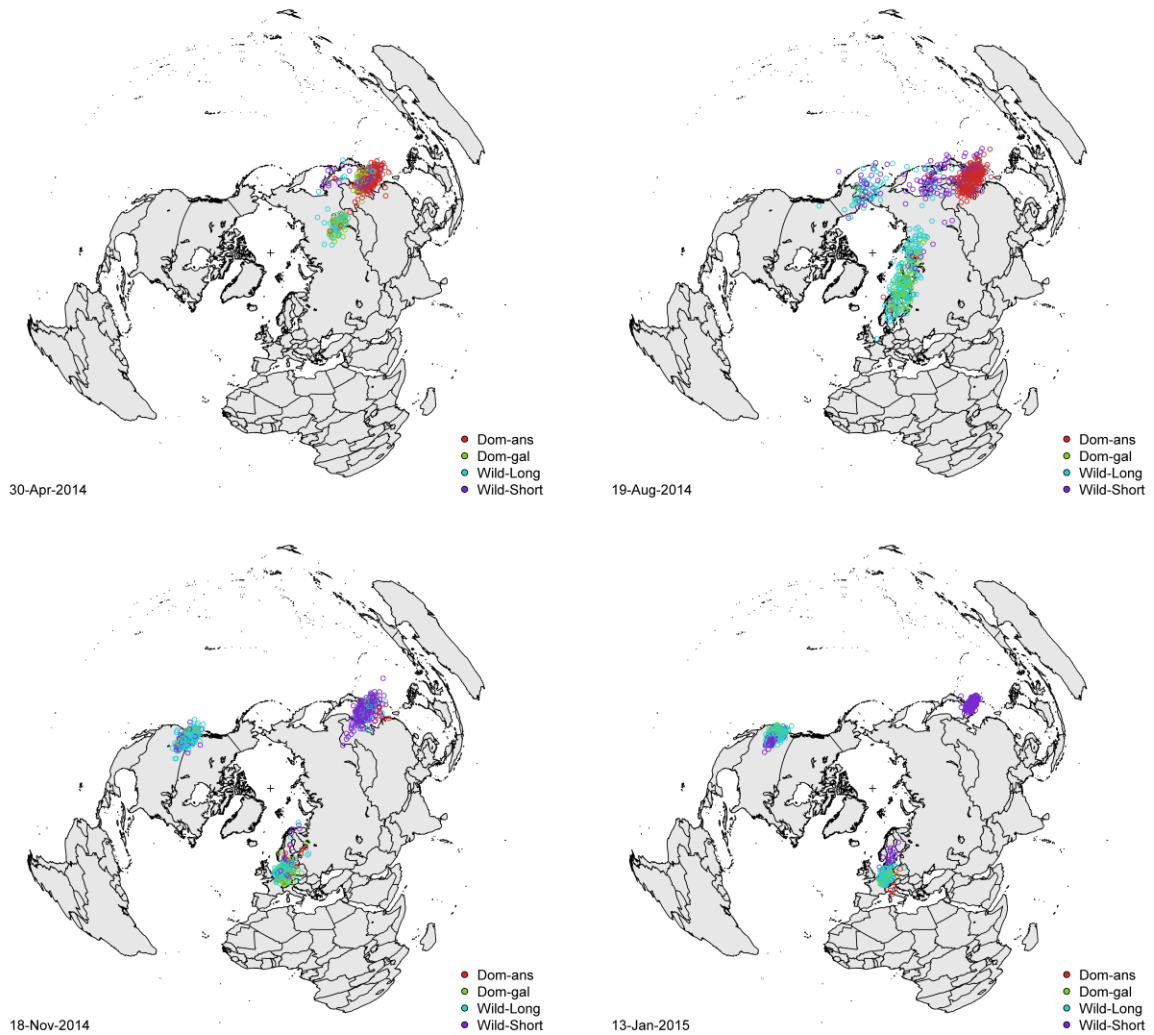 Dom-ans
Dom-gal
Wild-Long
Wild-Short
30-Apr-2014
Dom-ans
Dom-gal
Wild-Long
Wild-Short
19-Aug-2014
Dom-ans
Dom-gal
Wild-Long
Wild-Short
18-Nov-2014
Dom-ans
Dom-gal
Wild-Long
Wild-Short
13-Jan-2015